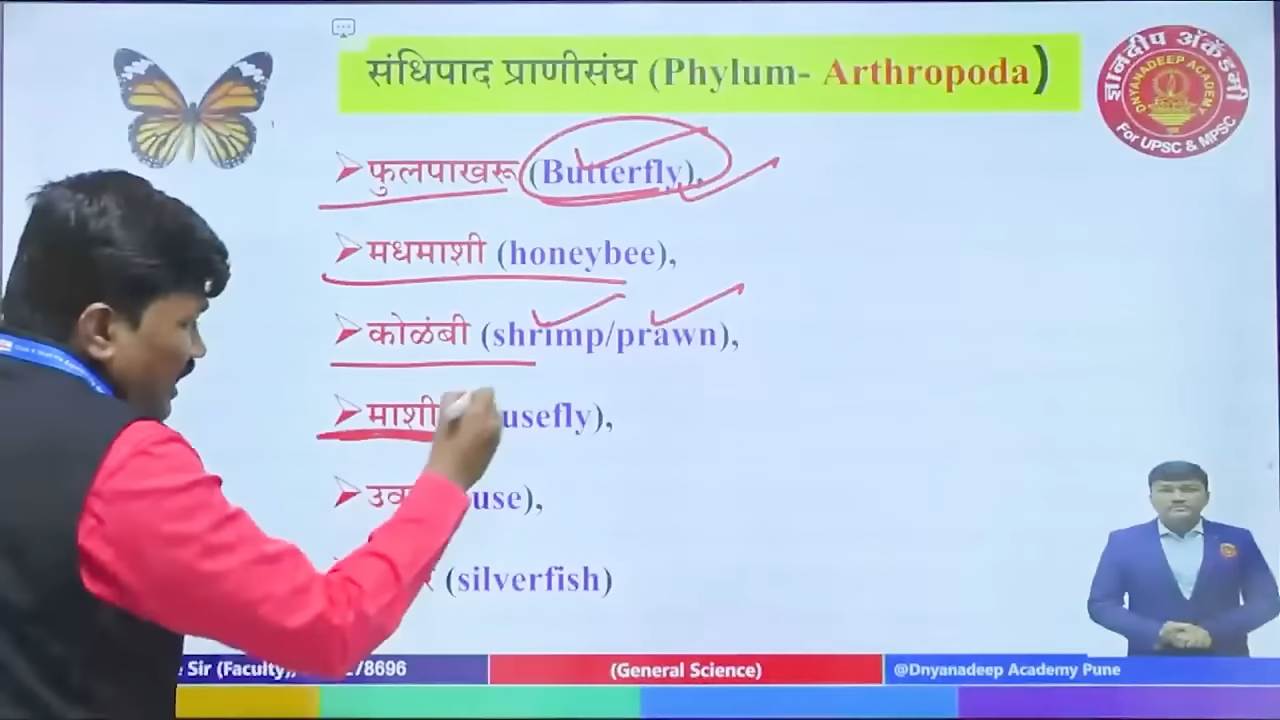 संधिपाद प्राणीसंघ (Phylum- Arthropoda)
ज्ञानदीप अ‍ॅकॅडमी
DNYANADEEP ACADEMY
For UPSC & MPSC
➢फुलपाखरू (Butterfly),
➢मधमाशी (honeybee),
➢कोळंबी (shrimp/prawn),
➢माशी usefly),
➢उव use),
(silverfish)
Sir (Faculty), 78696
(General Science)
@Dnyanadeep Academy Pune